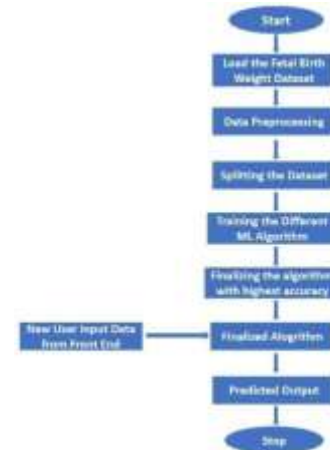 Start
Load the Fetal Birth
Weight Dataset
Data Preprocessing
Splitting the Dataset
Training the Different
ML Algorithm
Finalizing the algorithm
with highest accuracy
New User Input Data
from Front End
Finalized Alogrithm
Predicted Output
Stop